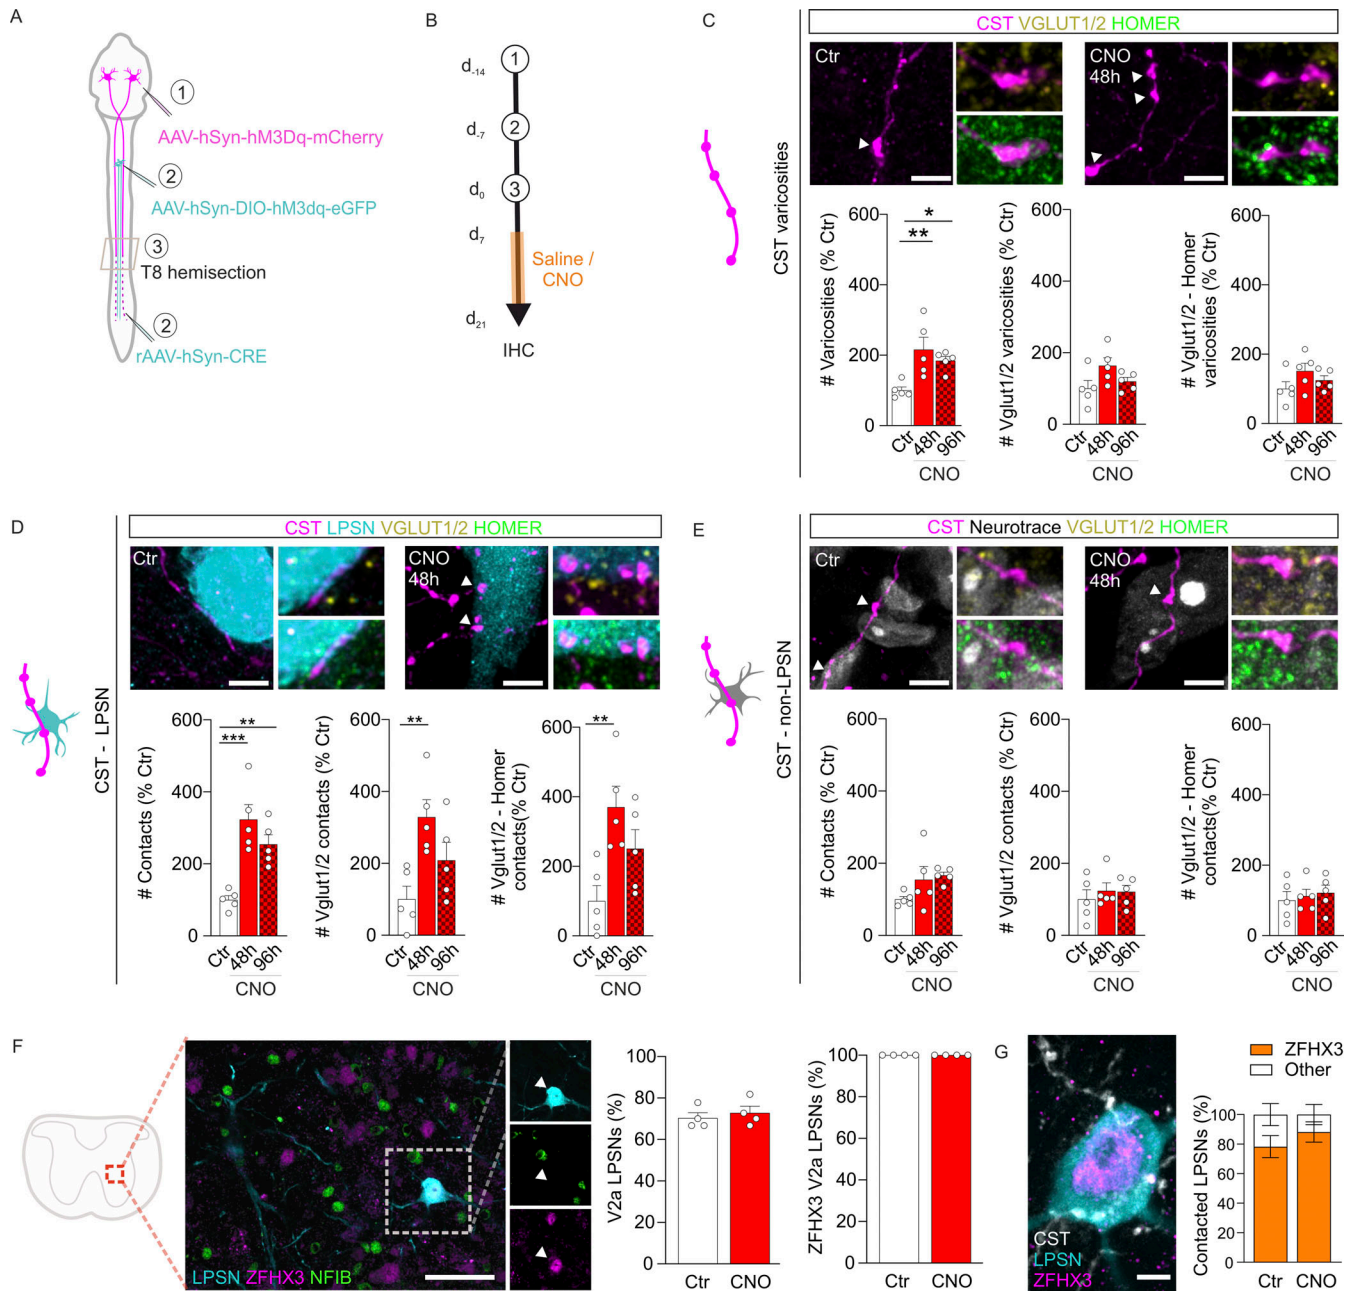 A
1
AAV-hSyn-hM3Dq-mCherry
2
AAV-hSyn-DIO-hM3dq-eGFP
3
T8 hemisection
2
rAAV-hSyn-CRE
B
d-14
1
d-7
2
d0
3
d7
Saline /
CNO
d21
IHC
C
CST varicosities
CST VGLUT1/2 HOMER
Ctr
CNO
48h
# Varicosities (% Ctr)
600
400
200
0
*
**
Ctr
48h
96h
CNO
# Vglut1/2 varicosities (% Ctr)
600
400
200
0
Ctr
48h
96h
CNO
# Vglut1/2 - Homer
varicosities (% Ctr)
600
400
200
0
Ctr
48h
96h
CNO
D
CST - LPSN
CST LPSN VGLUT1/2 HOMER
Ctr
CNO
48h
# Contacts (% Ctr)
600
400
200
0
**
***
Ctr
48h
96h
CNO
# Vglut1/2 contacts (% Ctr)
600
400
200
0
**
Ctr
48h
96h
CNO
# Vglut1/2 - Homer
contacts(% Ctr)
600
400
200
0
**
Ctr
48h
96h
CNO
E
CST - non-LPSN
CST Neurotrace VGLUT1/2 HOMER
Ctr
CNO
48h
# Contacts (% Ctr)
600
400
200
0
Ctr
48h
96h
CNO
# Vglut1/2 contacts (% Ctr)
600
400
200
0
Ctr
48h
96h
CNO
# Vglut1/2 - Homer
contacts(% Ctr)
600
400
200
0
Ctr
48h
96h
CNO
F
LPSN ZFHX3 NFIB
V2a LPSNs (%)
100
80
60
40
20
0
Ctr
CNO
ZFHX3 V2a LPSNs (%)
100
80
60
40
20
0
Ctr
CNO
G
CST
LPSN
ZFHX3
ZFHX3
Other
Contacted LPSNs (%)
100
80
60
40
20
0
Ctr
CNO